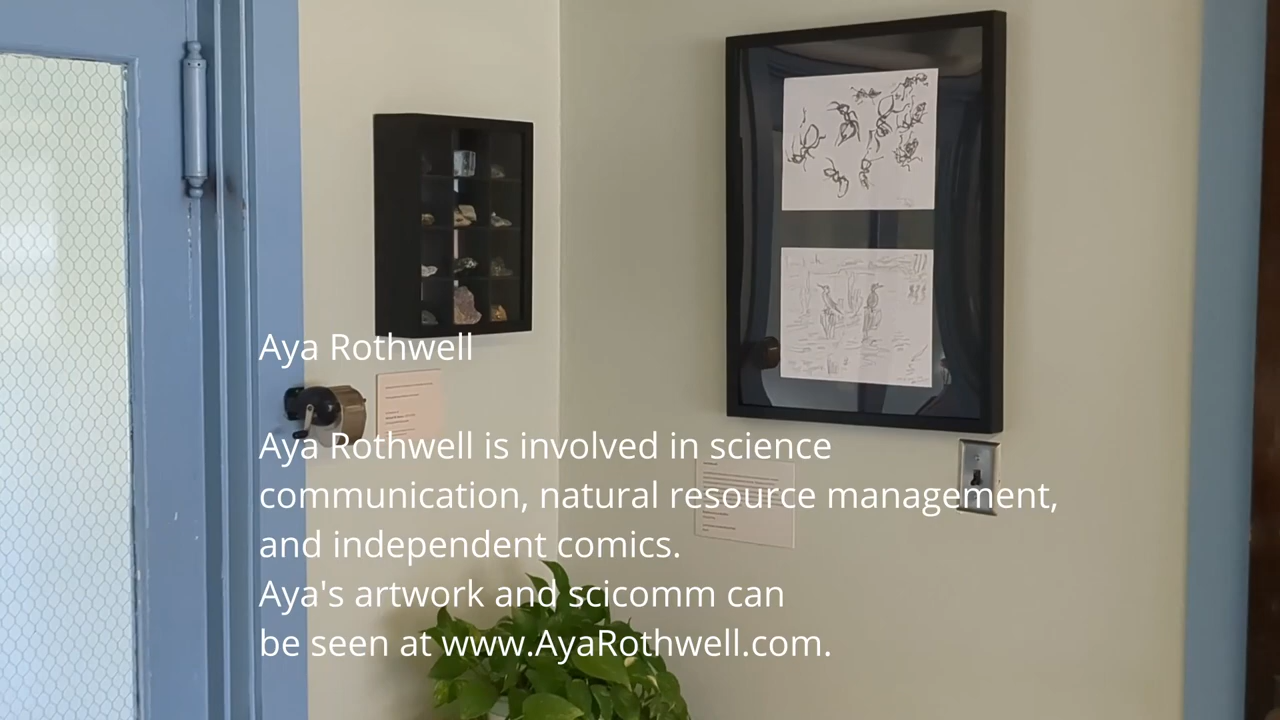 Aya Rothwell
Aya Rothwell is involved in science
communication, natural resource management,
and independent comics.
Aya's artwork and scicomm can
be seen at www.AyaRothwell.com.